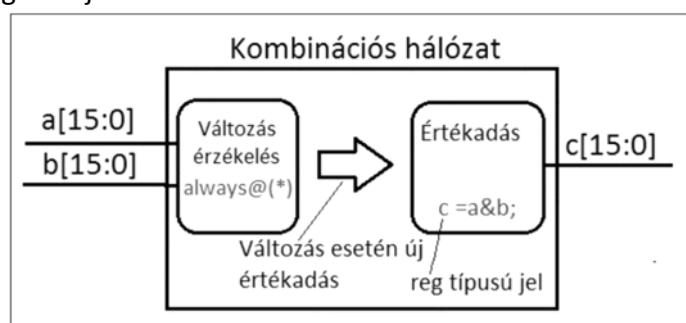 Kombinációs hálózat
a[15:0]
b[15:0]
Változás
érzékelés
always@(*)
Értékadás
c =a&b;
c[15:0]
Változás esetén új
értékadás
reg típusú jel